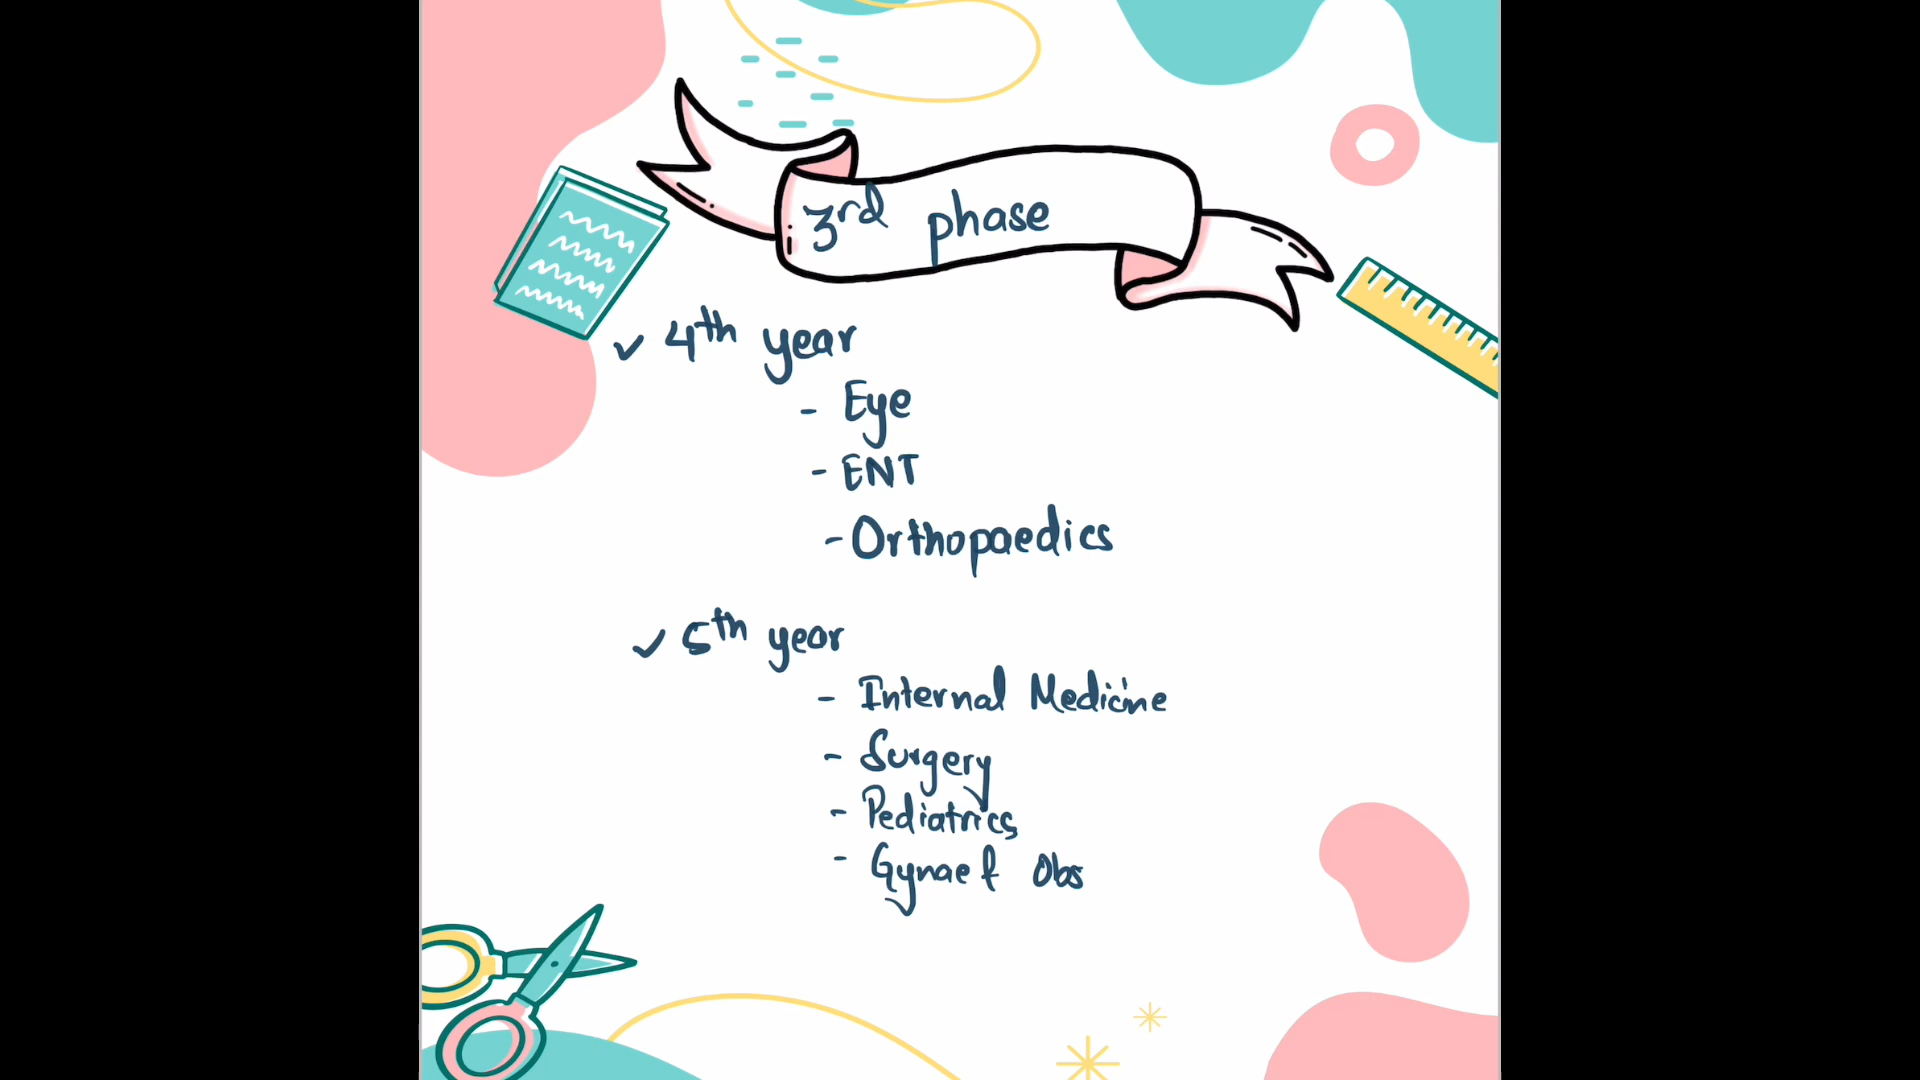 3rd phase
✓ 4th year
- Eye
- ENT
- Orthopaedics
✓ 5th year
- Internal Medicine
- Surgery
- Pediatrics
- Gynae & Obs